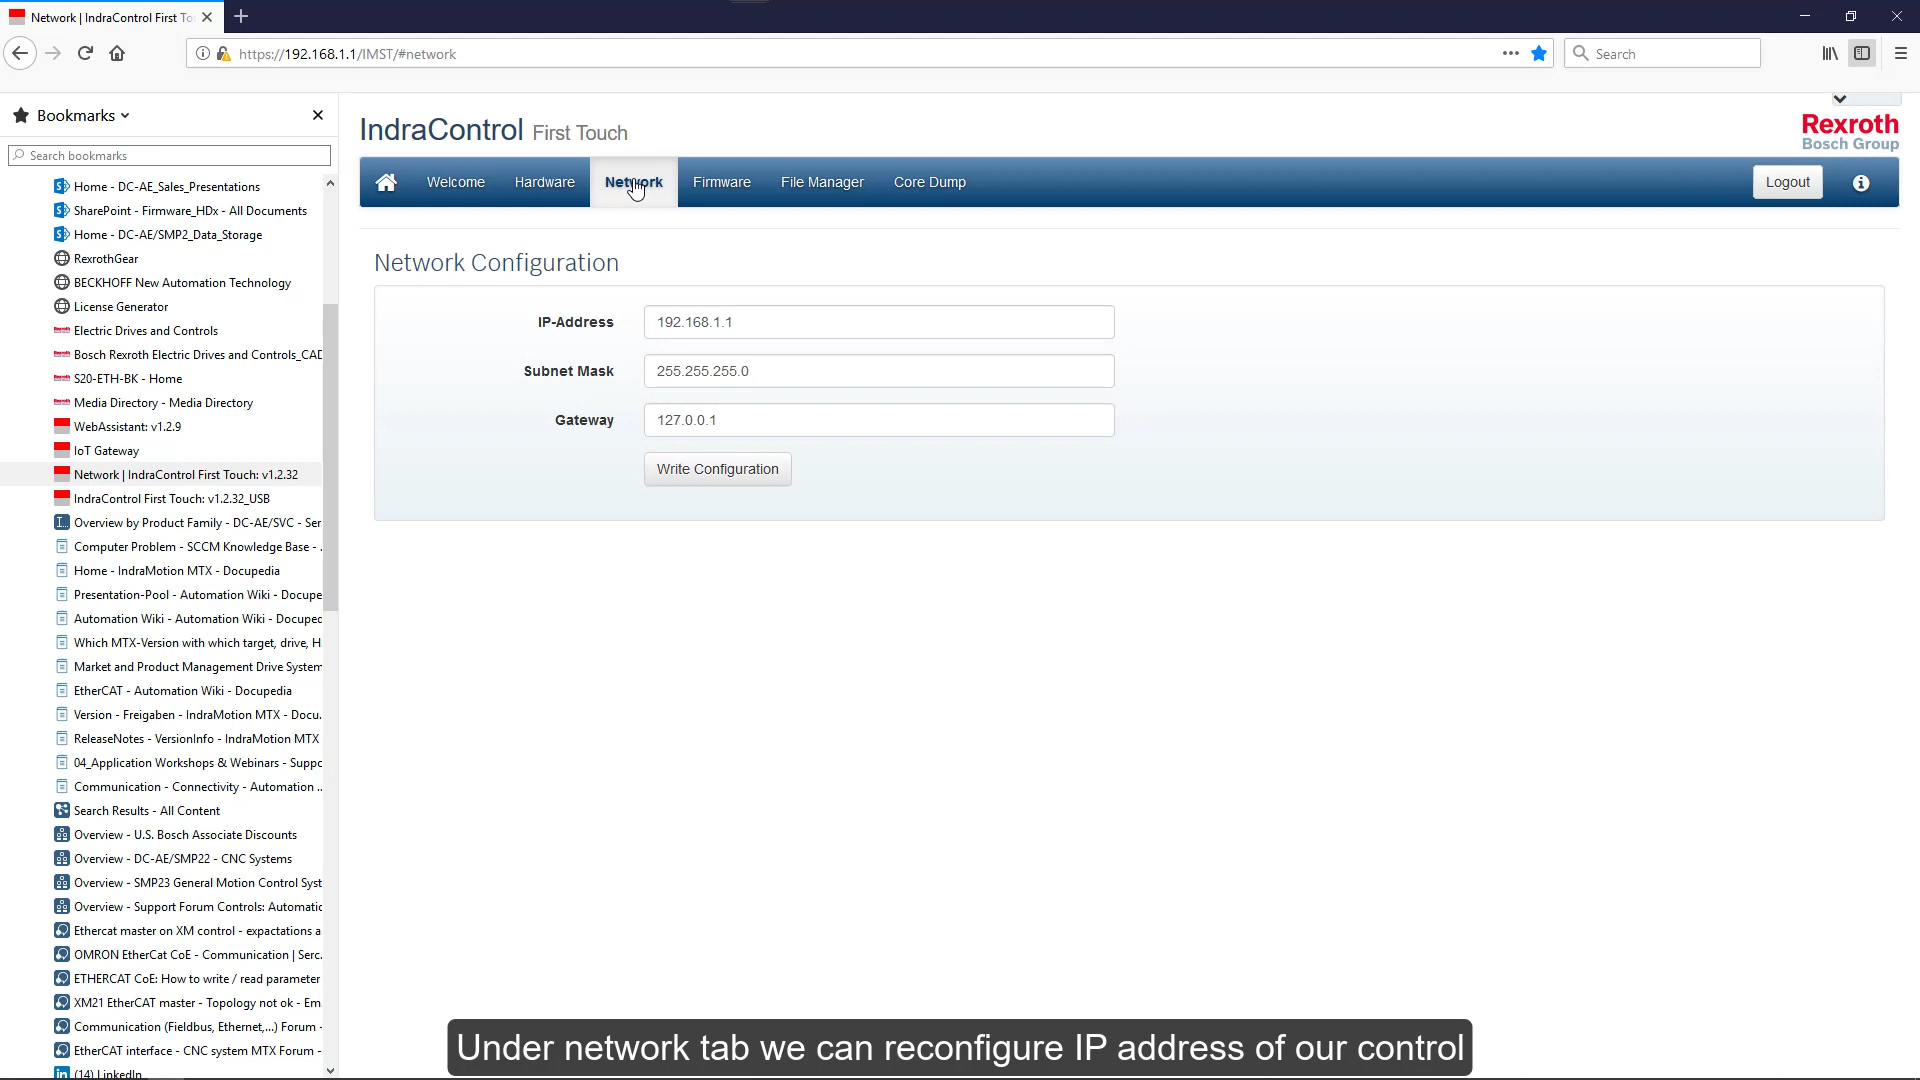 Network | IndraControl First To
https://192.168.1.1/IMST/#network
Search
Bookmarks
Search bookmarks
Home - DC-AE_Sales_Presentations
SharePoint - Firmware_HDx - All Documents
Home - DC-AE/SMP2_Data_Storage
RexrothGear
BECKHOFF New Automation Technology
License Generator
Electric Drives and Controls
Bosch Rexroth Electric Drives and Controls_CAD
S20-ETH-BK - Home
Media Directory - Media Directory
WebAssistant: v1.2.9
IoT Gateway
Network | IndraControl First Touch: v1.2.32
IndraControl First Touch: v1.2.32_USB
Overview by Product Family - DC-AE/SVC - Ser
Computer Problem - SCCM Knowledge Base - .
Home - IndraMotion MTX - Docupedia
Presentation-Pool - Automation Wiki - Docupe
Automation Wiki - Automation Wiki - Docuped
Which MTX-Version with which target, drive, H
Market and Product Management Drive System
EtherCAT - Automation Wiki - Docupedia
Version - Freigaben - IndraMotion MTX - Docu.
ReleaseNotes - VersionInfo - IndraMotion MTX
04_Application Workshops & Webinars - Suppo
Communication - Connectivity - Automation ..
Search Results - All Content
Overview - U.S. Bosch Associate Discounts
Overview - DC-AE/SMP22 - CNC Systems
Overview - SMP23 General Motion Control Syst
Overview - Support Forum Controls: Automatic
Ethercat master on XM control - expactations a
OMRON EtherCat CoE - Communication | Serc.
ETHERCAT CoE: How to write / read parameter
XM21 EtherCAT master - Topology not ok - Em
Communication (Fieldbus, Ethernet,...) Forum -
EtherCAT interface - CNC system MTX Forum -
in (14) LinkedIn
IndraControl First Touch
Rexroth
Bosch Group
Welcome Hardware Network Firmware File Manager Core Dump Logout
Network Configuration
IP-Address 192.168.1.1
Subnet Mask 255.255.255.0
Gateway 127.0.0.1
Write Configuration
Under network tab we can reconfigure IP address of our control